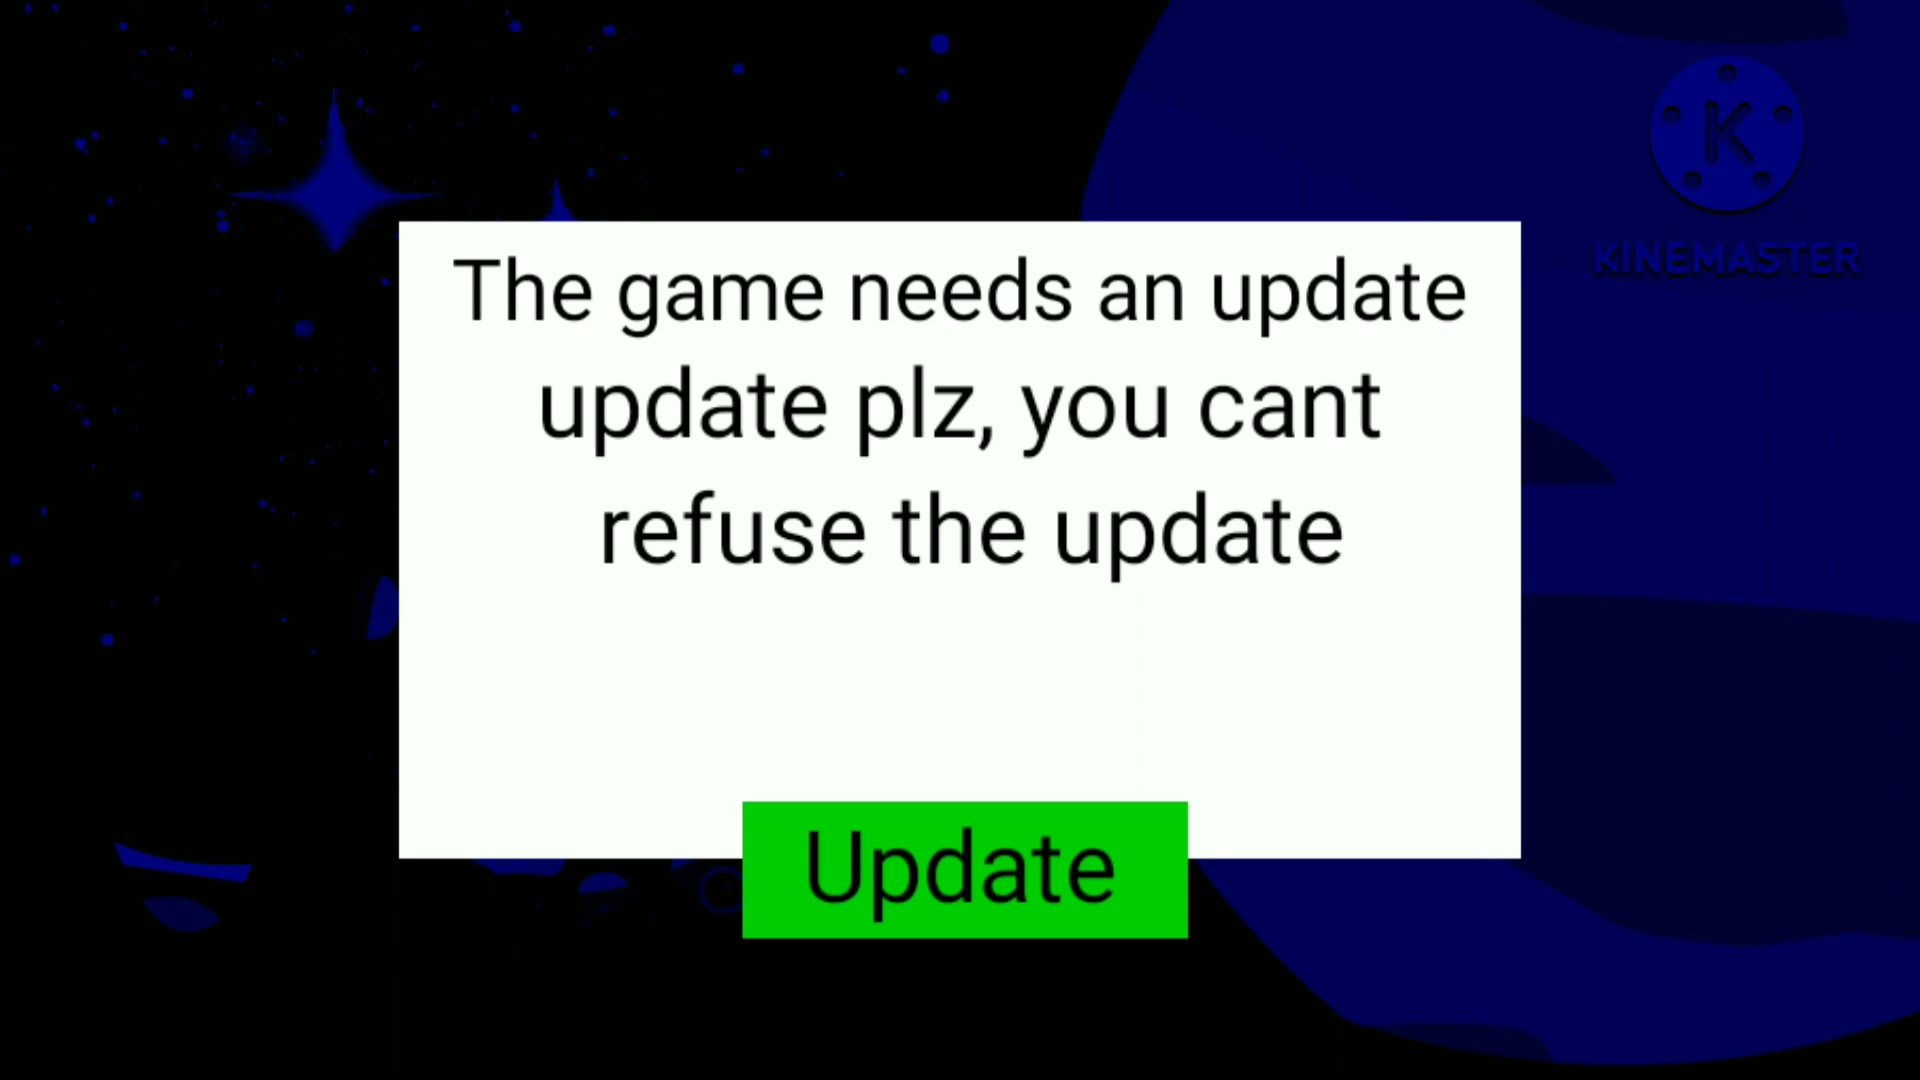 K
KINEMASTER
The game needs an update
update plz, you cant
refuse the update
Update